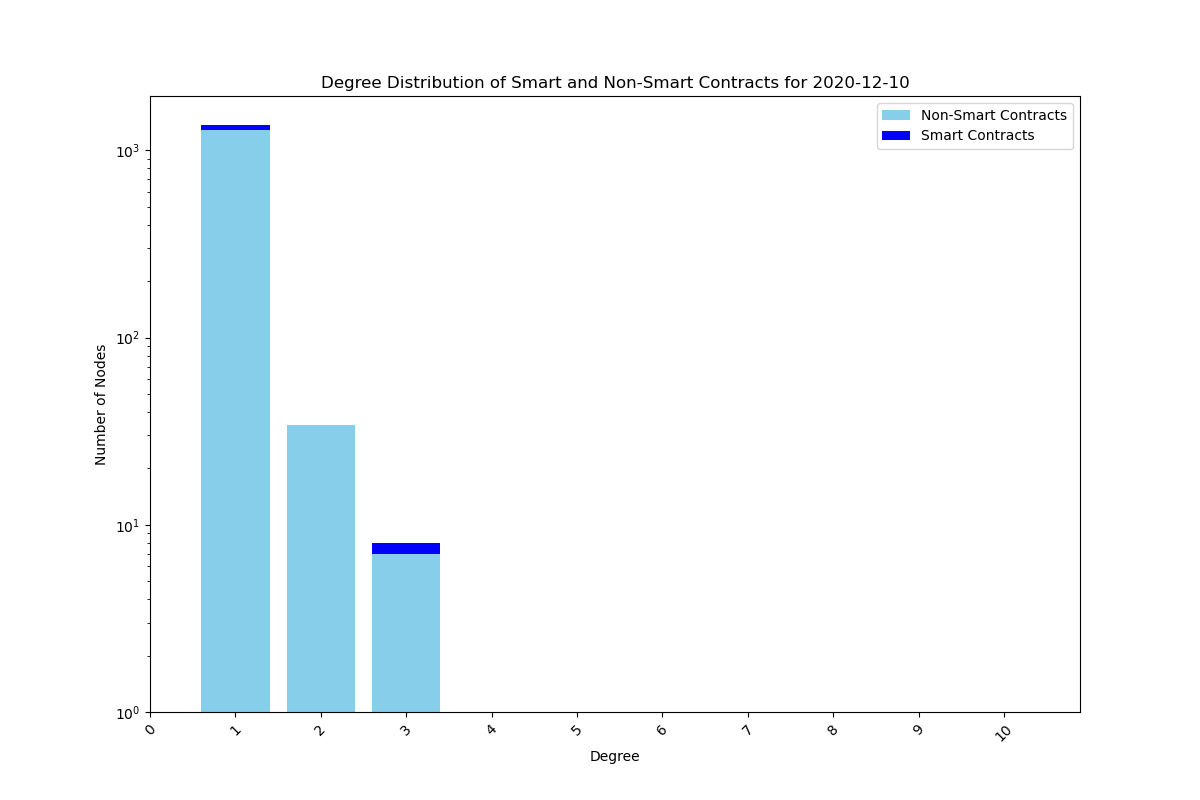 Degree Distribution of Smart and Non-Smart Contracts for 2020-12-10
Non-Smart Contracts
Smart Contracts
Number of Nodes
10³
10²
10¹
10⁰
0 1 2 3 4 5 6 7 8 9 10
Degree